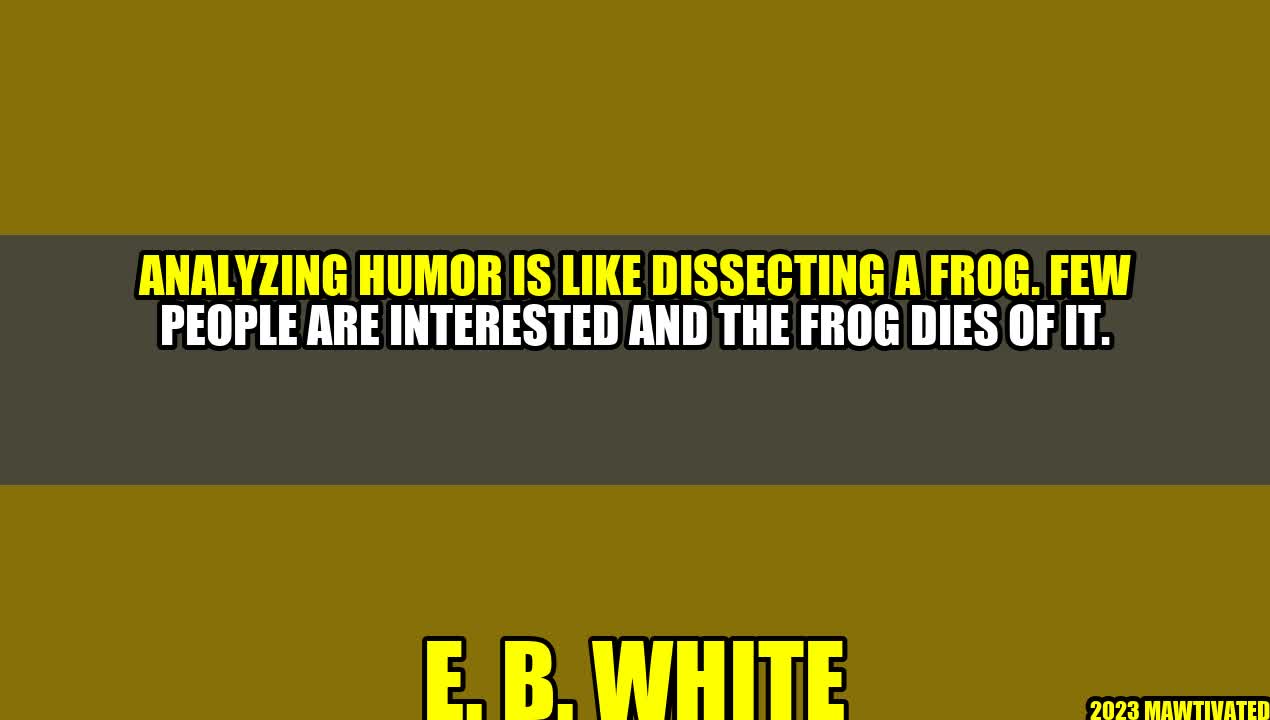 ANALYZING HUMOR IS LIKE DISSECTING A FROG. FEW
PEOPLE ARE INTERESTED AND THE FROG DIES OF IT.
E. B. WHITE
2023 MAWTIVATED